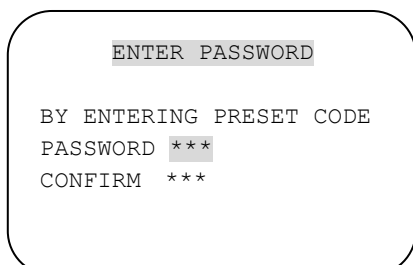 ENTER PASSWORD
BY ENTERING PRESET CODE
PASSWORD ***
CONFIRM ***